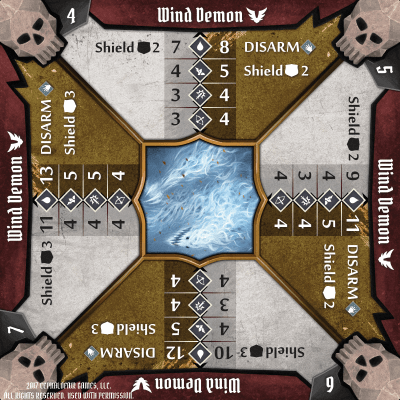 4
Wind Demon
Shield 2 7 8 DISARM
4 5 Shield 2
3 4
3 4
5
Wind Demon
Shield 2 9 11 DISARM
4 5 Shield 2
3 4
4 4
6
Wind Demon
Shield 3 10 12 DISARM
4 5 Shield 3
3 4
4 4
7
Wind Demon
Shield 3 11 13 DISARM
4 5 Shield 3
4 5
4 4
2017 CEPHALOFAIR GAMES, LLC.
ALL RIGHTS RESERVED. USED WITH PERMISSION.